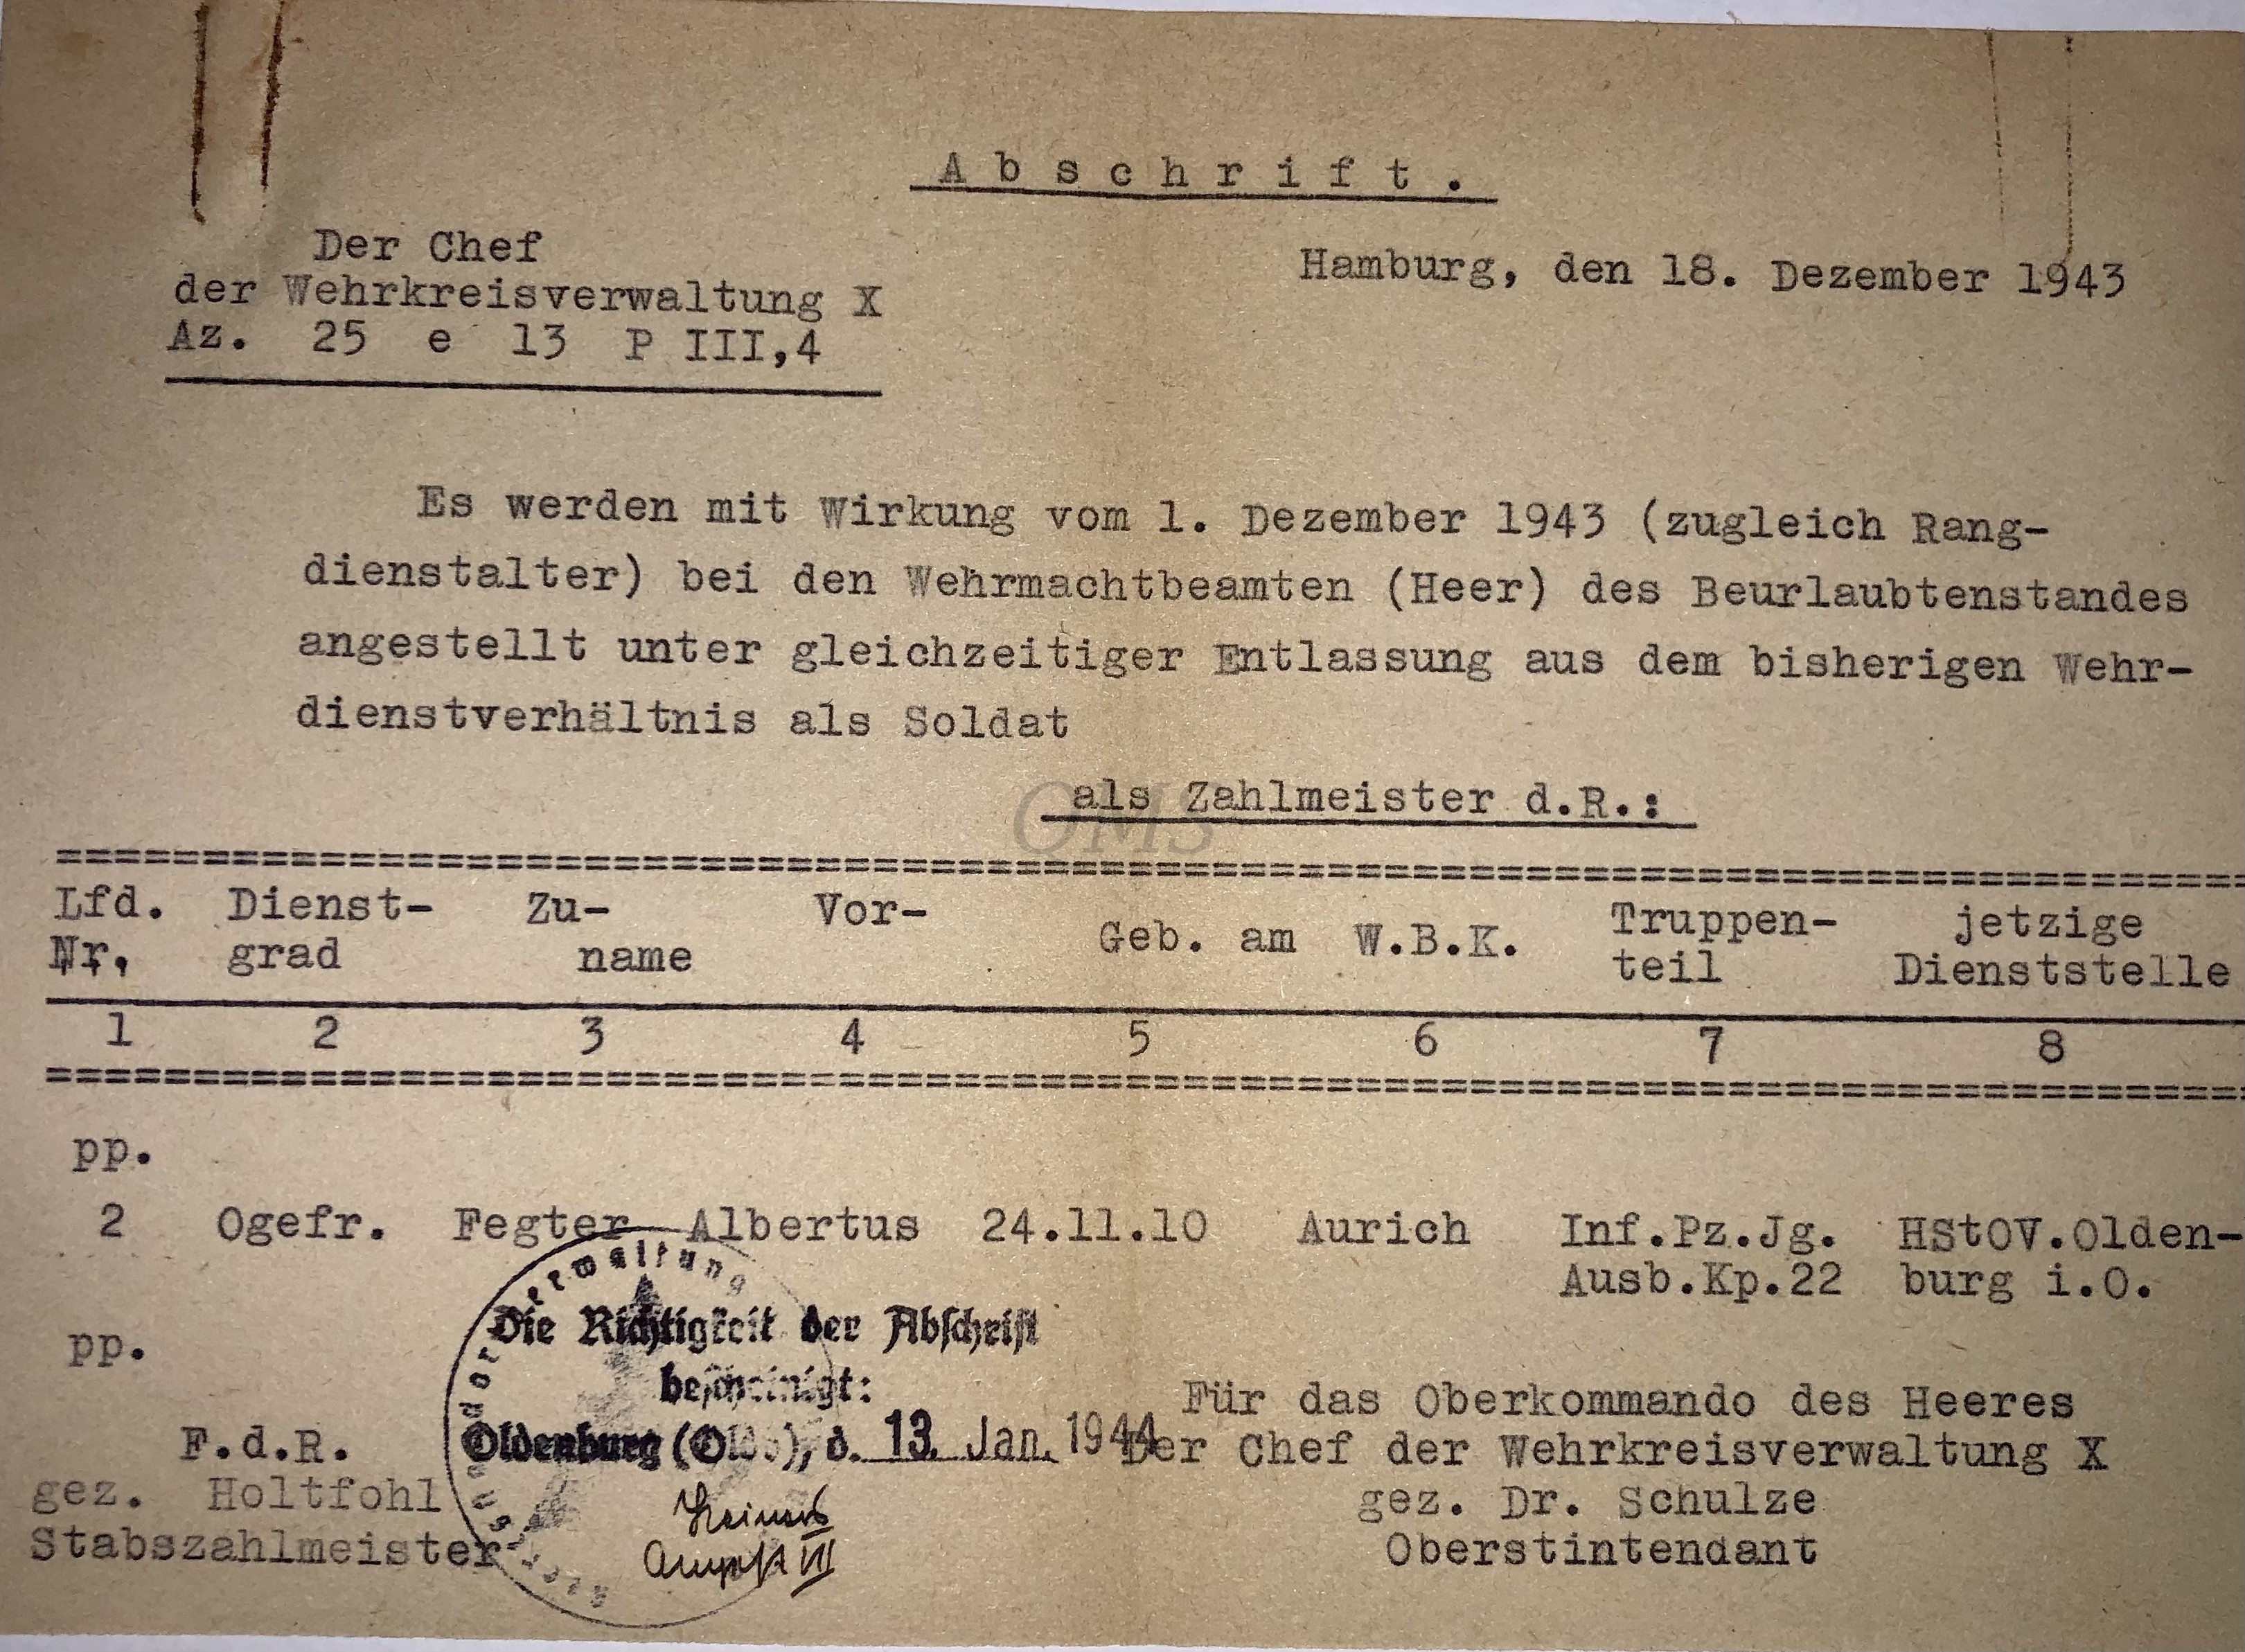 Abschrift.
Der Chef
der Wehrkreisverwaltung X
Az. 25 e 13 P III,4
Hamburg, den 18. Dezember 1943
Es werden mit Wirkung vom 1. Dezember 1943 (zugleich Rang-
dienstalter) bei den Wehrmachtbeamten (Heer) des Beurlaubtenstandes
angestellt unter gleichzeitiger Entlassung aus dem bisherigen Wehr-
dienstverhältnis als Soldat
als Zahlmeister d.R.:
OMS
Lfd. Dienst- Zu- Vor- Geb. am W.B.K. Truppen- jetzige
Nr. grad name teil Dienststelle
1 2 3 4 5 6 7 8
pp.
2 Ogefr. Fegter Albertus 24.11.10 Aurich Inf.Pz.Jg. HStOV.Olden-
Ausb.Kp.22 burg i.O.
pp.
Die Richtigkeit der Abschrift
bescheinigt:
Oldenburg (Oldb), d. 13. Jan. 1944
F.d.R.
gez. Holtfohl
Stabszahlmeister
Für das Oberkommando des Heeres
Der Chef der Wehrkreisverwaltung X
gez. Dr. Schulze
Oberstintendant